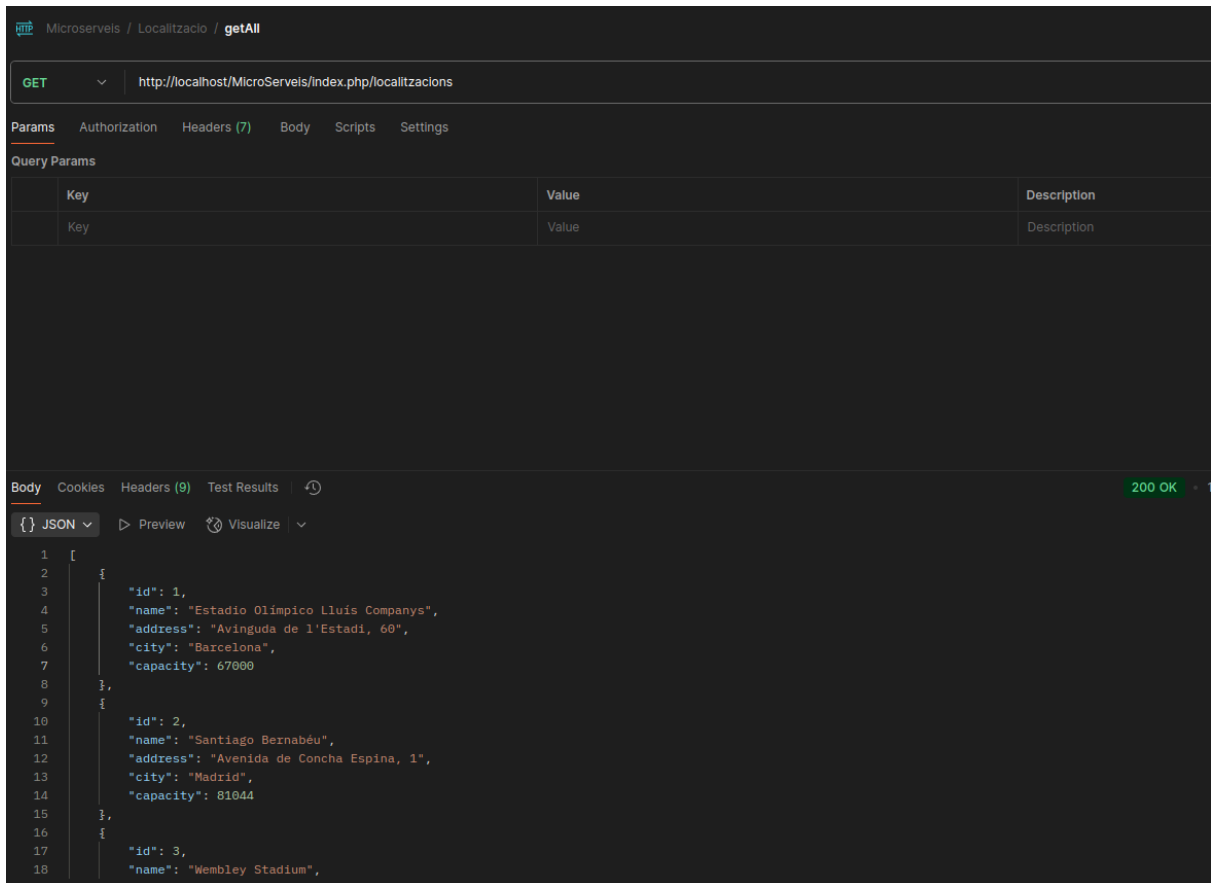 HTTP Microserveis / Localitzacio / getAll
GET http://localhost/MicroServeis/index.php/localitzacions
Params Authorization Headers (7) Body Scripts Settings
Query Params
Key Value Description
Key Value Description
Body Cookies Headers (9) Test Results 200 OK
{} JSON Preview Visualize
1 [
2 {
3 "id": 1,
4 "name": "Estadio Olímpico Lluís Companys",
5 "address": "Avinguda de l'Estadi, 60",
6 "city": "Barcelona",
7 "capacity": 67000
8 },
9 {
10 "id": 2,
11 "name": "Santiago Bernabéu",
12 "address": "Avenida de Concha Espina, 1",
13 "city": "Madrid",
14 "capacity": 81044
15 },
16 {
17 "id": 3,
18 "name": "Wembley Stadium",